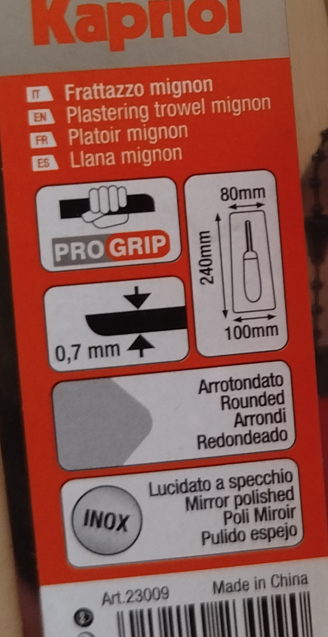 Kapriol
IT Frattazzo mignon
EN Plastering trowel mignon
FR Platoir mignon
ES Llana mignon
PROGRIP
80mm
240mm
100mm
0,7 mm
Arrotondato
Rounded
Arrondi
Redondeado
INOX
Lucidato a specchio
Mirror polished
Poli Miroir
Pulido espejo
Art.23009
Made in China